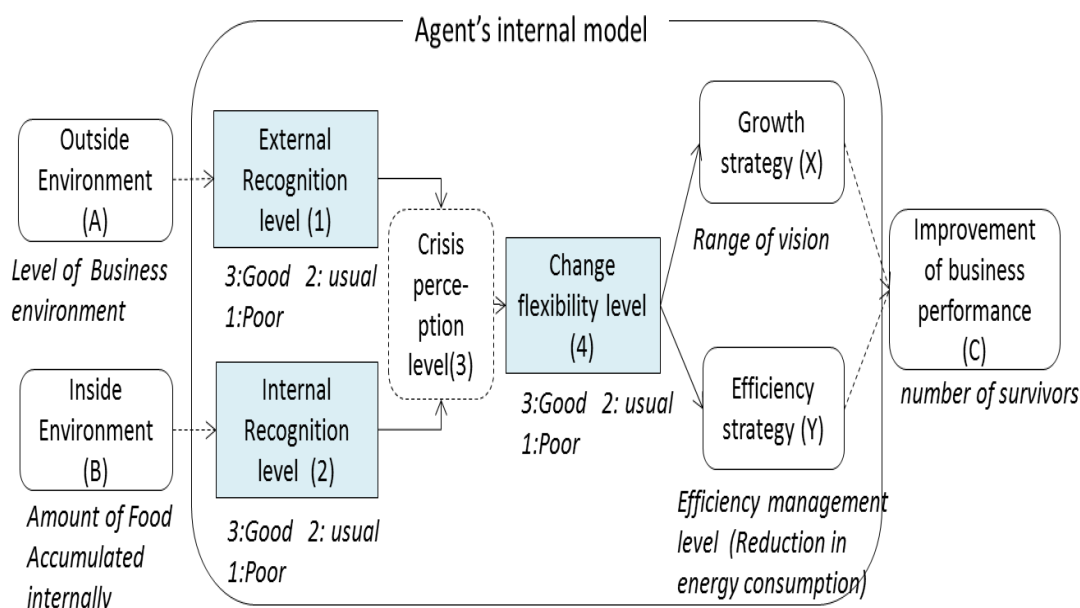 Agent's internal model
Outside
Environment
(A)
Level of Business
environment
Inside
Environment
(B)
Amount of Food
Accumulated
internally
External
Recognition
level (1)
3:Good 2: usual
1:Poor
Internal
Recognition
level (2)
3:Good 2: usual
1:Poor
Crisis
perce-
ption
level(3)
Change
flexibility level
(4)
3:Good 2: usual
1:Poor
Growth
strategy (X)
Range of vision
Efficiency
strategy (Y)
Efficiency management
level (Reduction in
energy consumption)
Improvement
of business
performance
(C)
number of survivors